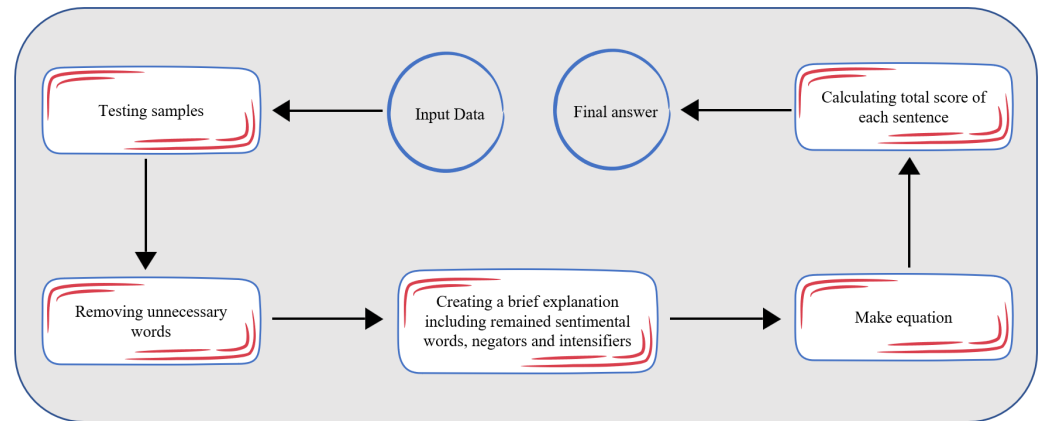 Input Data
Testing samples
Removing unnecessary
words
Creating a brief explanation
including remained sentimental
words, negators and intensifiers
Make equation
Calculating total score of
each sentence
Final answer